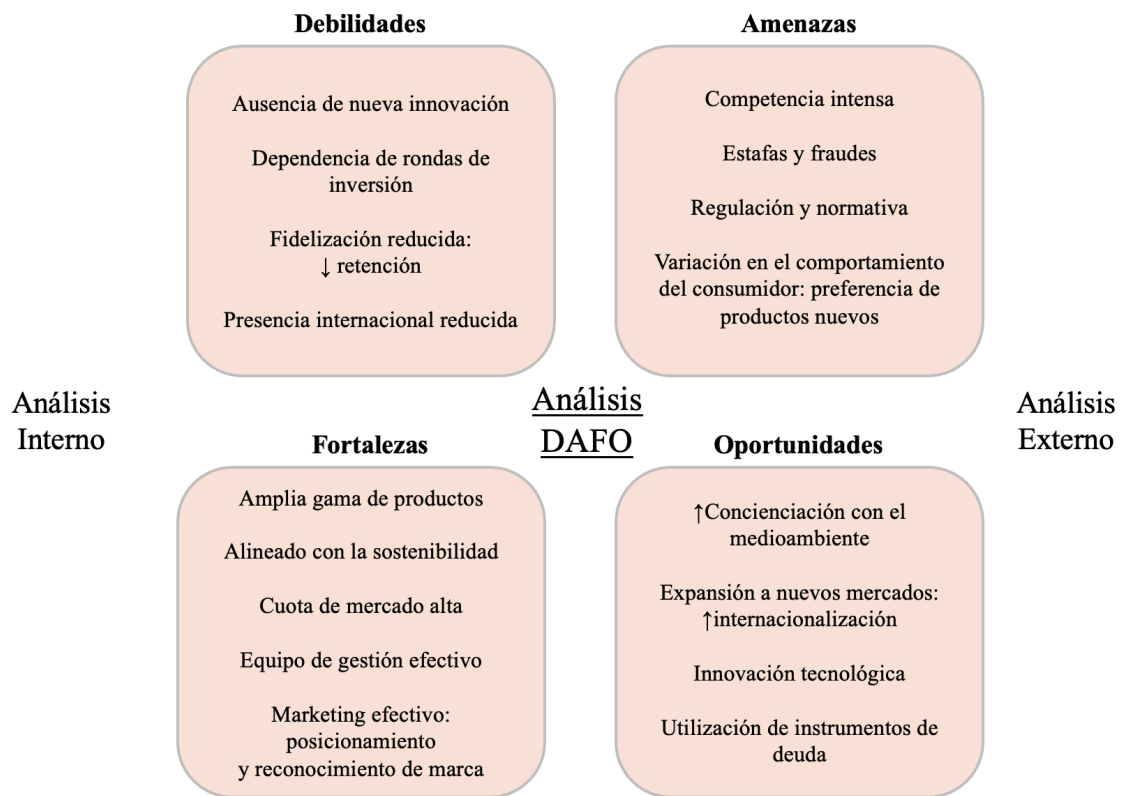 Debilidades
Ausencia de nueva innovación
Dependencia de rondas de
inversión
Fidelización reducida:
↓ retención
Presencia internacional reducida
Amenazas
Competencia intensa
Estafas y fraudes
Regulación y normativa
Variación en el comportamiento
del consumidor: preferencia de
productos nuevos
Análisis
Interno
Análisis
DAFO
Análisis
Externo
Fortalezas
Amplia gama de productos
Alineado con la sostenibilidad
Cuota de mercado alta
Equipo de gestión efectivo
Marketing efectivo:
posicionamiento
y reconocimiento de marca
Oportunidades
↑Concienciación con el
medioambiente
Expansión a nuevos mercados:
↑internacionalización
Innovación tecnológica
Utilización de instrumentos de
deuda